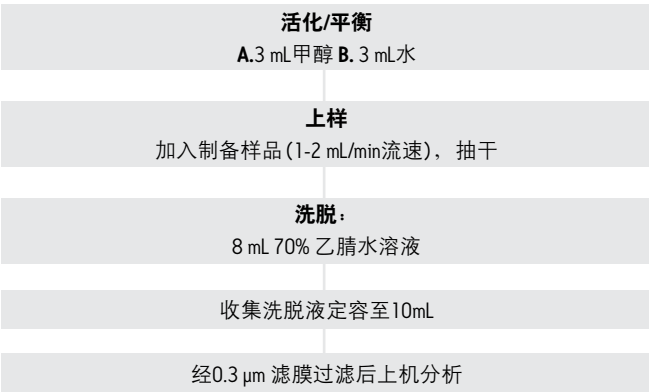 活化/平衡
A.3 mL甲醇 B. 3 mL水
上样
加入制备样品(1-2 mL/min流速)，抽干
洗脱：
8 mL 70% 乙腈水溶液
收集洗脱液定容至10mL
经0.3 μm 滤膜过滤后上机分析